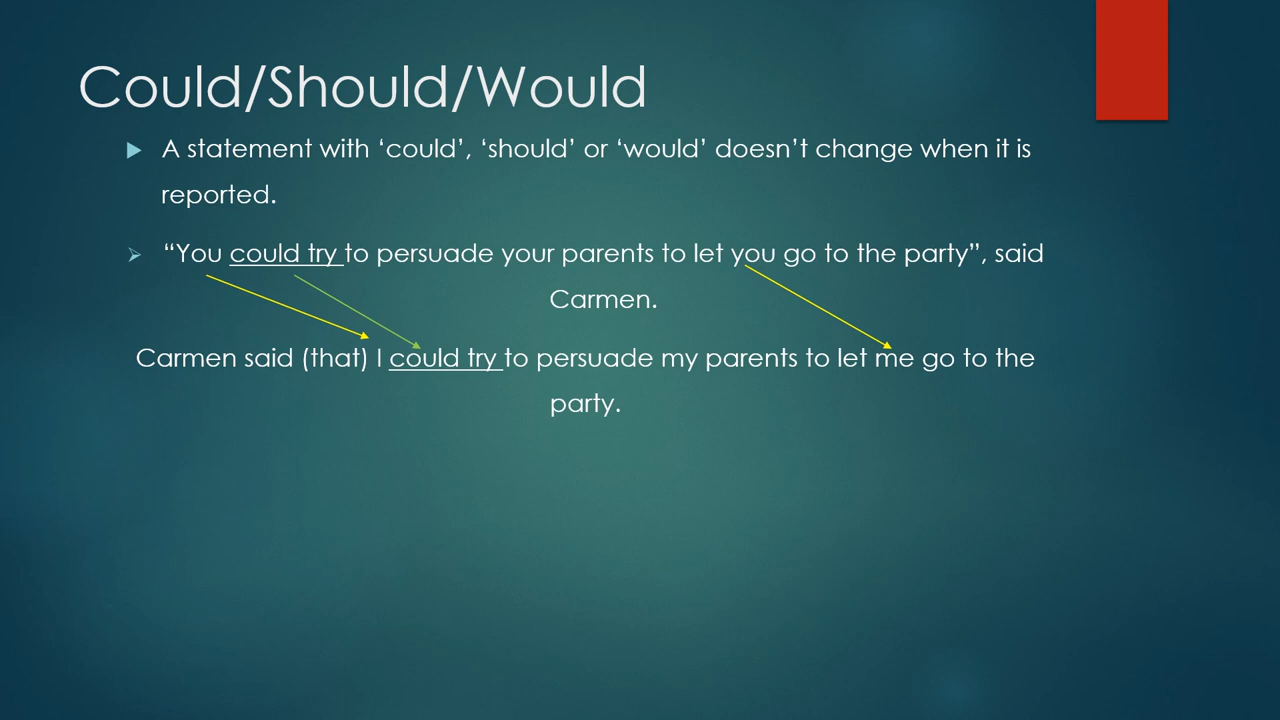 Could/Should/Would
A statement with ‘could’, ‘should’ or ‘would’ doesn’t change when it is
reported.
“You could try to persuade your parents to let you go to the party”, said
Carmen.
Carmen said (that) I could try to persuade my parents to let me go to the
party.